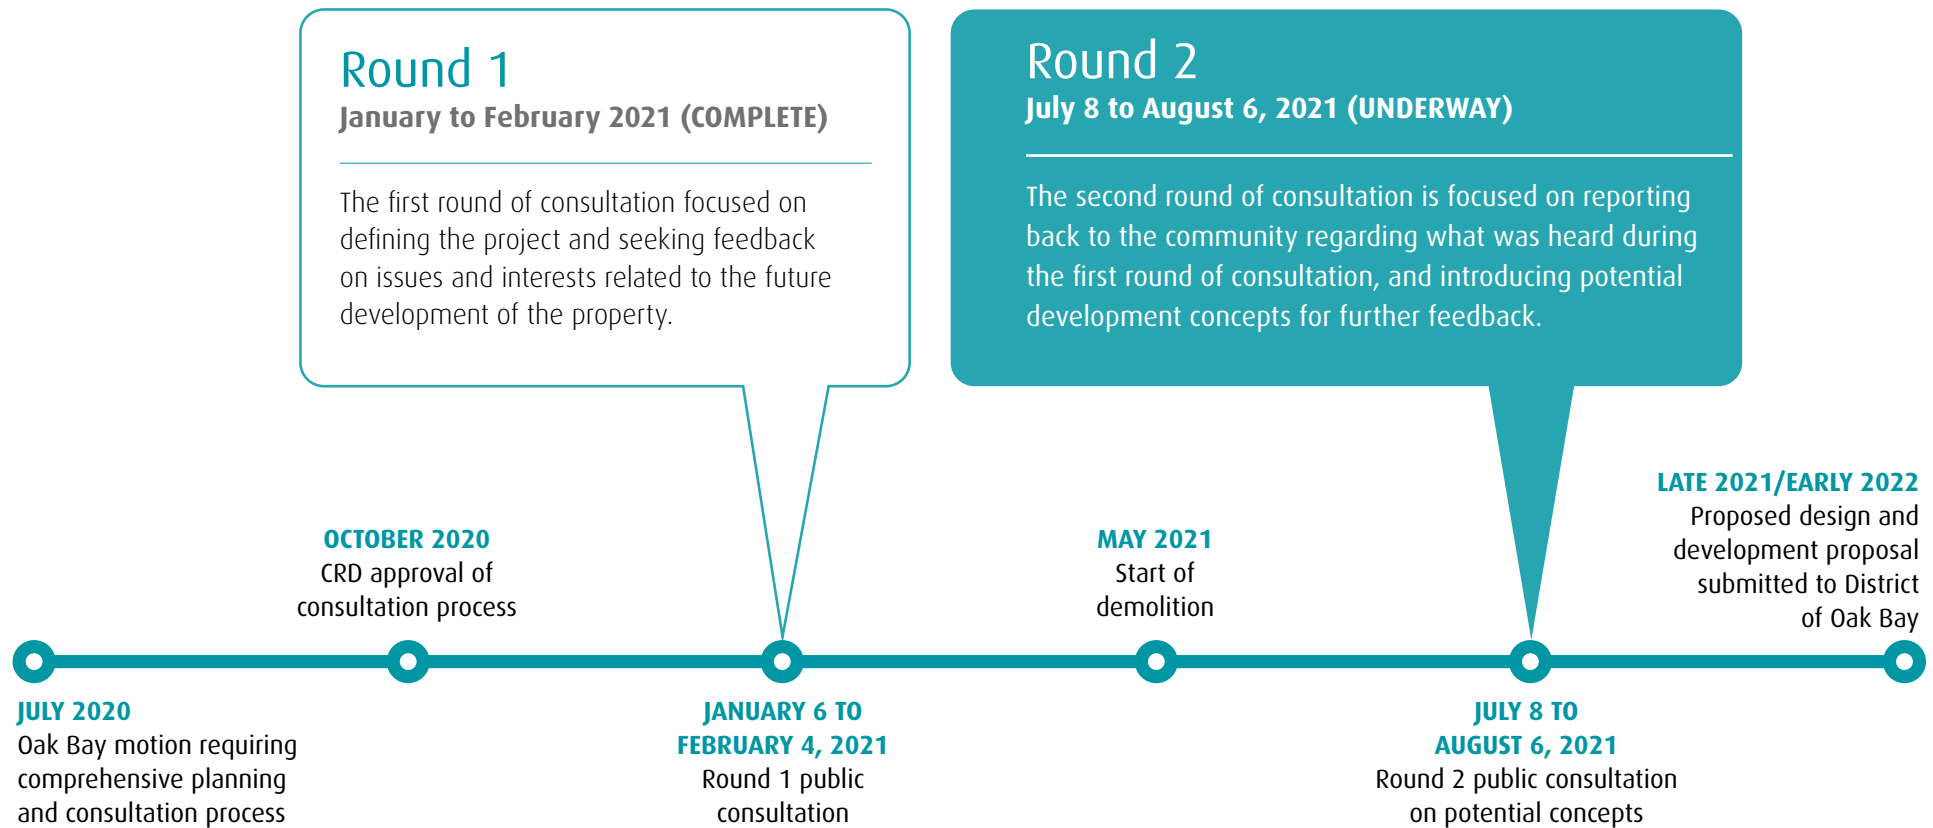 Round 1
January to February 2021 (COMPLETE)
The first round of consultation focused on
defining the project and seeking feedback
on issues and interests related to the future
development of the property.
Round 2
July 8 to August 6, 2021 (UNDERWAY)
The second round of consultation is focused on reporting
back to the community regarding what was heard during
the first round of consultation, and introducing potential
development concepts for further feedback.
JULY 2020
Oak Bay motion requiring
comprehensive planning
and consultation process
OCTOBER 2020
CRD approval of
consultation process
JANUARY 6 TO
FEBRUARY 4, 2021
Round 1 public
consultation
MAY 2021
Start of
demolition
JULY 8 TO
AUGUST 6, 2021
Round 2 public consultation
on potential concepts
LATE 2021/EARLY 2022
Proposed design and
development proposal
submitted to District
of Oak Bay